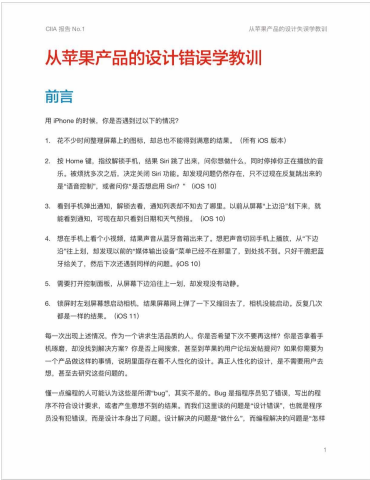 CIIA 报告 No.1 从苹果产品的设计失误学教训
从苹果产品的设计错误学教训
前言
用 iPhone 的时候，你是否遇到过以下的情况？
1. 花不少时间整理屏幕上的图标，却总也不能得到满意的结果。（所有 iOS 版本）
2. 按 Home 键，指纹解锁手机，结果 Siri 跳了出来，问你想做什么，同时停掉你正在播放的音
乐。被烦扰多次之后，决定关闭 Siri 功能。却发现问题仍然存在，只不过现在反复跳出来的
是“语音控制”，或者问你“是否想启用 Siri？”（iOS 10）
3. 看到手机弹出通知，解锁去看，通知列表却不知去了哪里。以前从屏幕“上边沿”划下来，就
能看到通知，可现在却只看到日期和天气预报。（iOS 10）
4. 想在手机上看个小视频，结果声音从蓝牙音箱出来了。想把声音切回手机上播放，从“下边
沿”往上划，却发现以前的“媒体输出设备”菜单已经不在那里了，到处找不到。只好干脆把蓝
牙给关了，然后下次还遇到同样的问题。(iOS 10）
5. 需要打开控制面板，从屏幕下边沿往上一划，却发现没有动静。
6. 锁屏时左划屏幕想启动相机，结果屏幕网上弹了一下又缩回去了，相机没能启动。反复几次
都是一样的结果。（iOS 11）
每一次出现上述情况，作为一个讲求生活品质的人，你是否希望下次不要再这样？你是否拿着手
机琢磨，却没找到解决方案？你是否上网搜索，甚至到苹果的用户论坛发帖提问？如果你需要为
一个产品做这样的事情，说明里面存在着不人性化的设计。真正人性化的设计，是不需要用户去
想，甚至去研究这些问题的。
懂一点编程的人可能认为这些是所谓“bug”，其实不是的。Bug 是指程序员犯了错误，写出的程
序不符合设计要求，或者产生意想不到的结果。而我们这里谈的问题是“设计错误”，也就是程序
员没有犯错误，而是设计本身出了问题。设计解决的问题是“做什么”，而编程解决的问题是“怎样
1